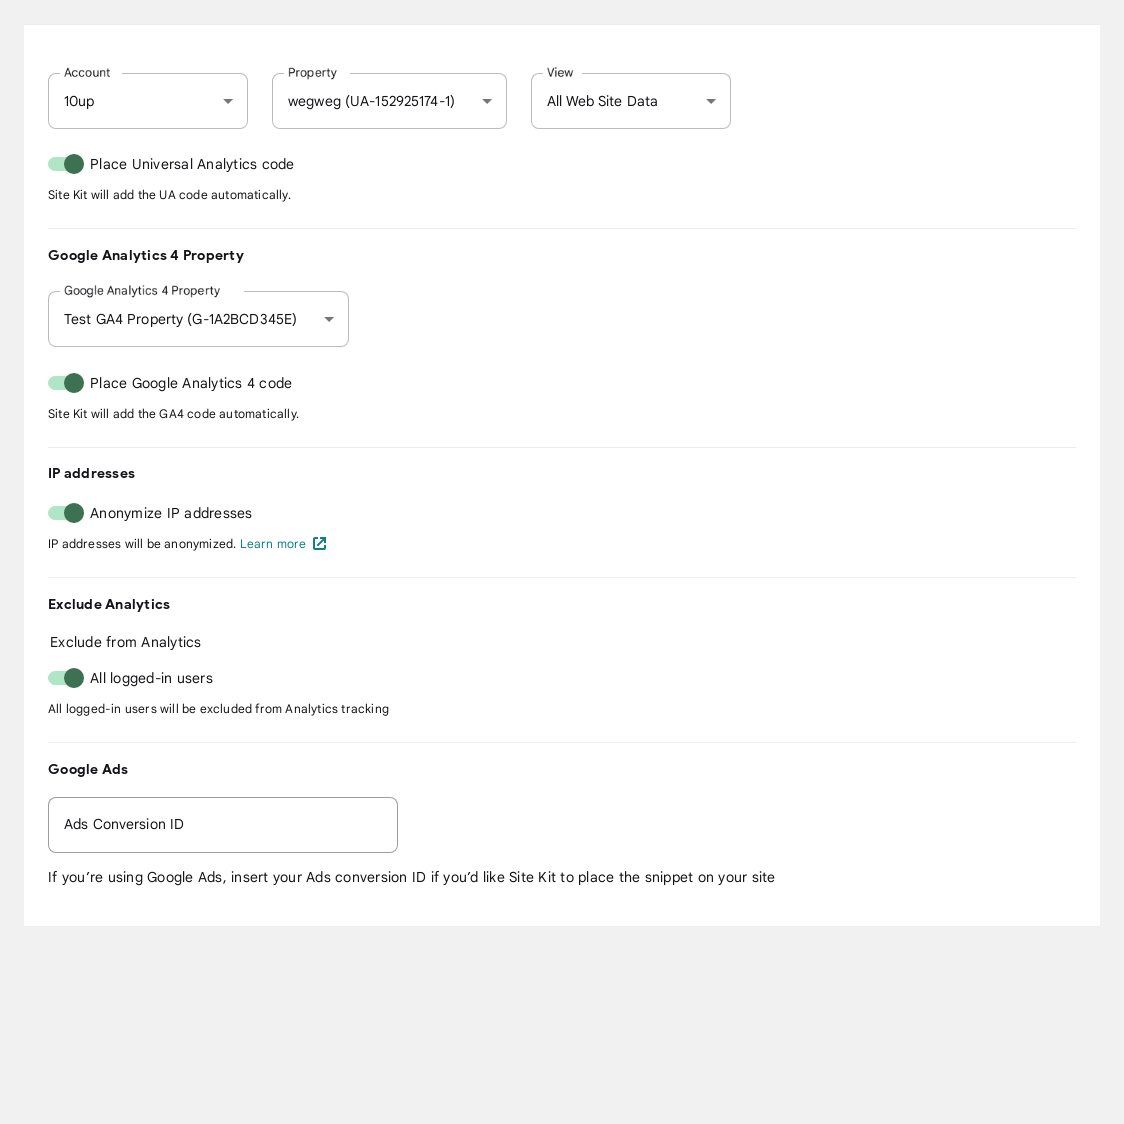 Account
10up
Property
wegweg (UA-152925174-1)
View
All Web Site Data
Place Universal Analytics code
Site Kit will add the UA code automatically.
Google Analytics 4 Property
Google Analytics 4 Property
Test GA4 Property (G-1A2BCD345E)
Place Google Analytics 4 code
Site Kit will add the GA4 code automatically.
IP addresses
Anonymize IP addresses
IP addresses will be anonymized. Learn more
Exclude Analytics
Exclude from Analytics
All logged-in users
All logged-in users will be excluded from Analytics tracking
Google Ads
Ads Conversion ID
If you’re using Google Ads, insert your Ads conversion ID if you’d like Site Kit to place the snippet on your site